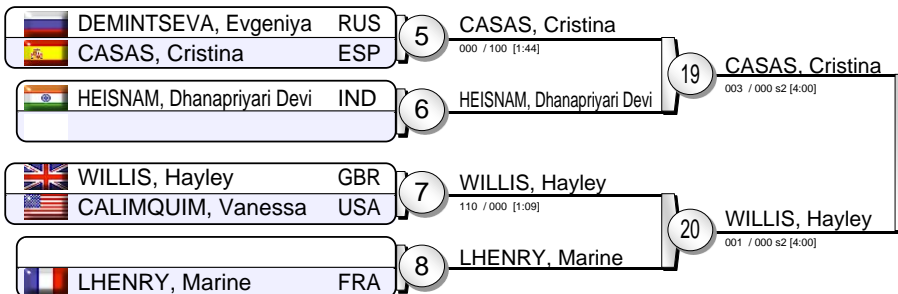 DEMINTSEVA, Evgeniya RUS
CASAS, Cristina ESP
5
CASAS, Cristina
000 / 100 [1:44]
HEISNAM, Dhanapriyari Devi IND
6
HEISNAM, Dhanapriyari Devi
19
CASAS, Cristina
003 / 000 s2 [4:00]
WILLIS, Hayley GBR
CALIMQUIM, Vanessa USA
7
WILLIS, Hayley
110 / 000 [1:09]
LHENRY, Marine FRA
8
LHENRY, Marine
20
WILLIS, Hayley
001 / 000 s2 [4:00]